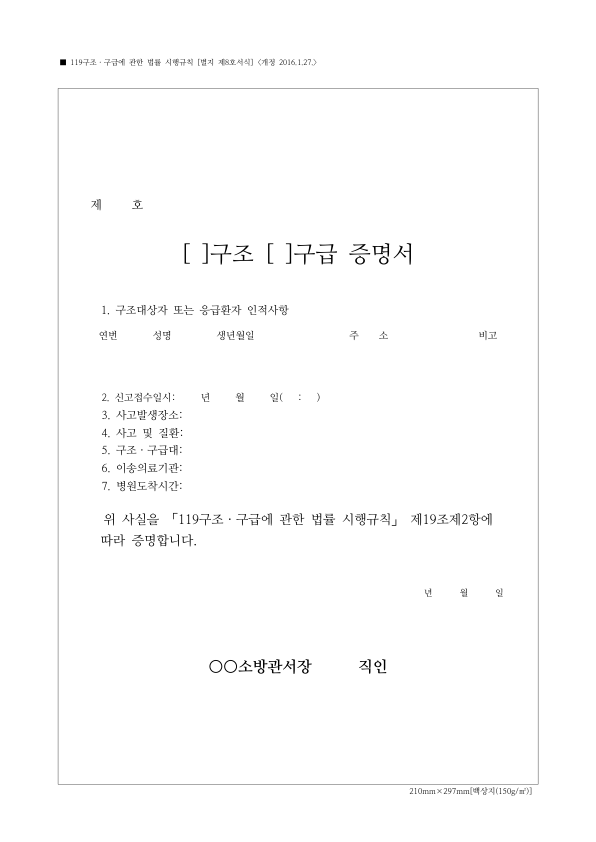 ■ 119구조ㆍ구급에 관한 법률 시행규칙 [별지 제8호서식] <개정 2016.1.27.>
제 호
[ ]구조 [ ]구급 증명서
1. 구조대상자 또는 응급환자 인적사항
연번 성명 생년월일 주 소 비고
2. 신고접수일시: 년 월 일( : )
3. 사고발생장소:
4. 사고 및 질환:
5. 구조ㆍ구급대:
6. 이송의료기관:
7. 병원도착시간:
위 사실을 「119구조ㆍ구급에 관한 법률 시행규칙」 제19조제2항에
따라 증명합니다.
년 월 일
○○소방관서장 직인
210mm×297mm[백상지(150g/㎡)]